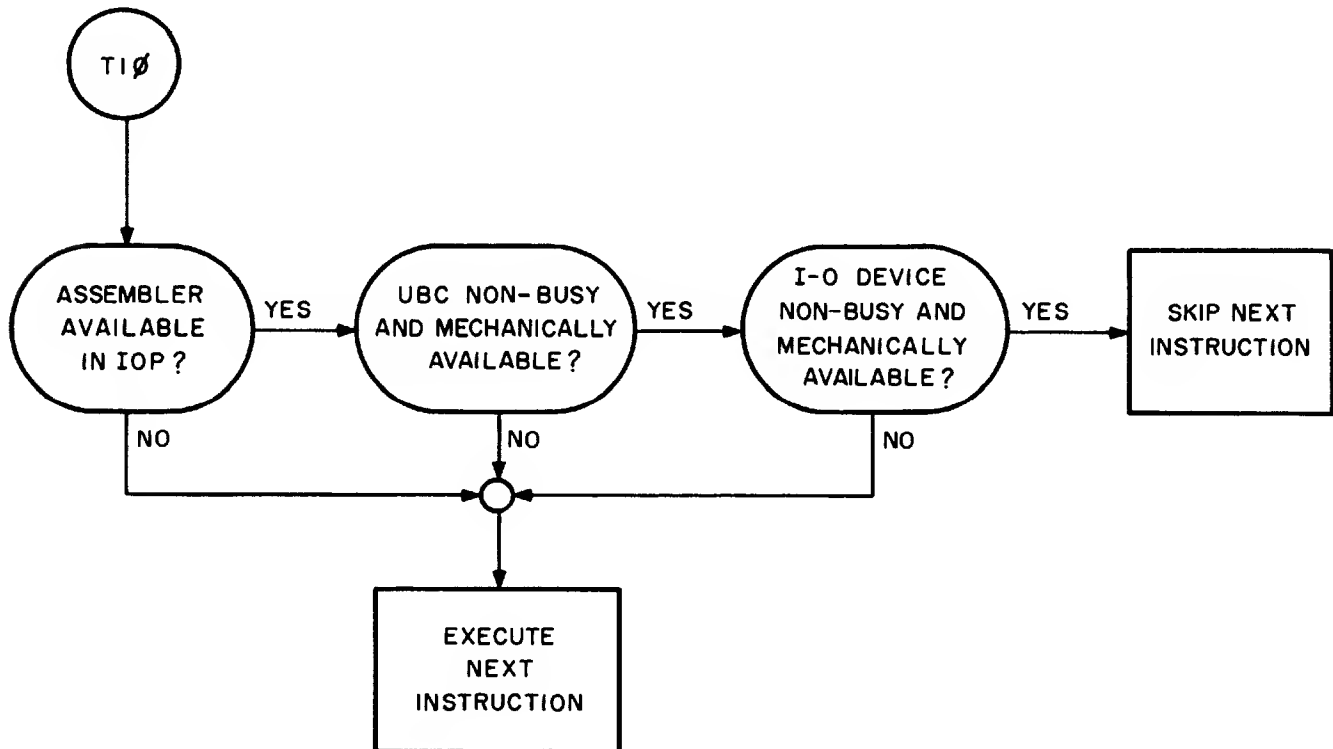 TIØ
ASSEMBLER
AVAILABLE
IN IOP?
YES
UBC NON-BUSY
AND MECHANICALLY
AVAILABLE?
YES
I-O DEVICE
NON-BUSY AND
MECHANICALLY
AVAILABLE?
YES
SKIP NEXT
INSTRUCTION
NO
NO
NO
EXECUTE
NEXT
INSTRUCTION